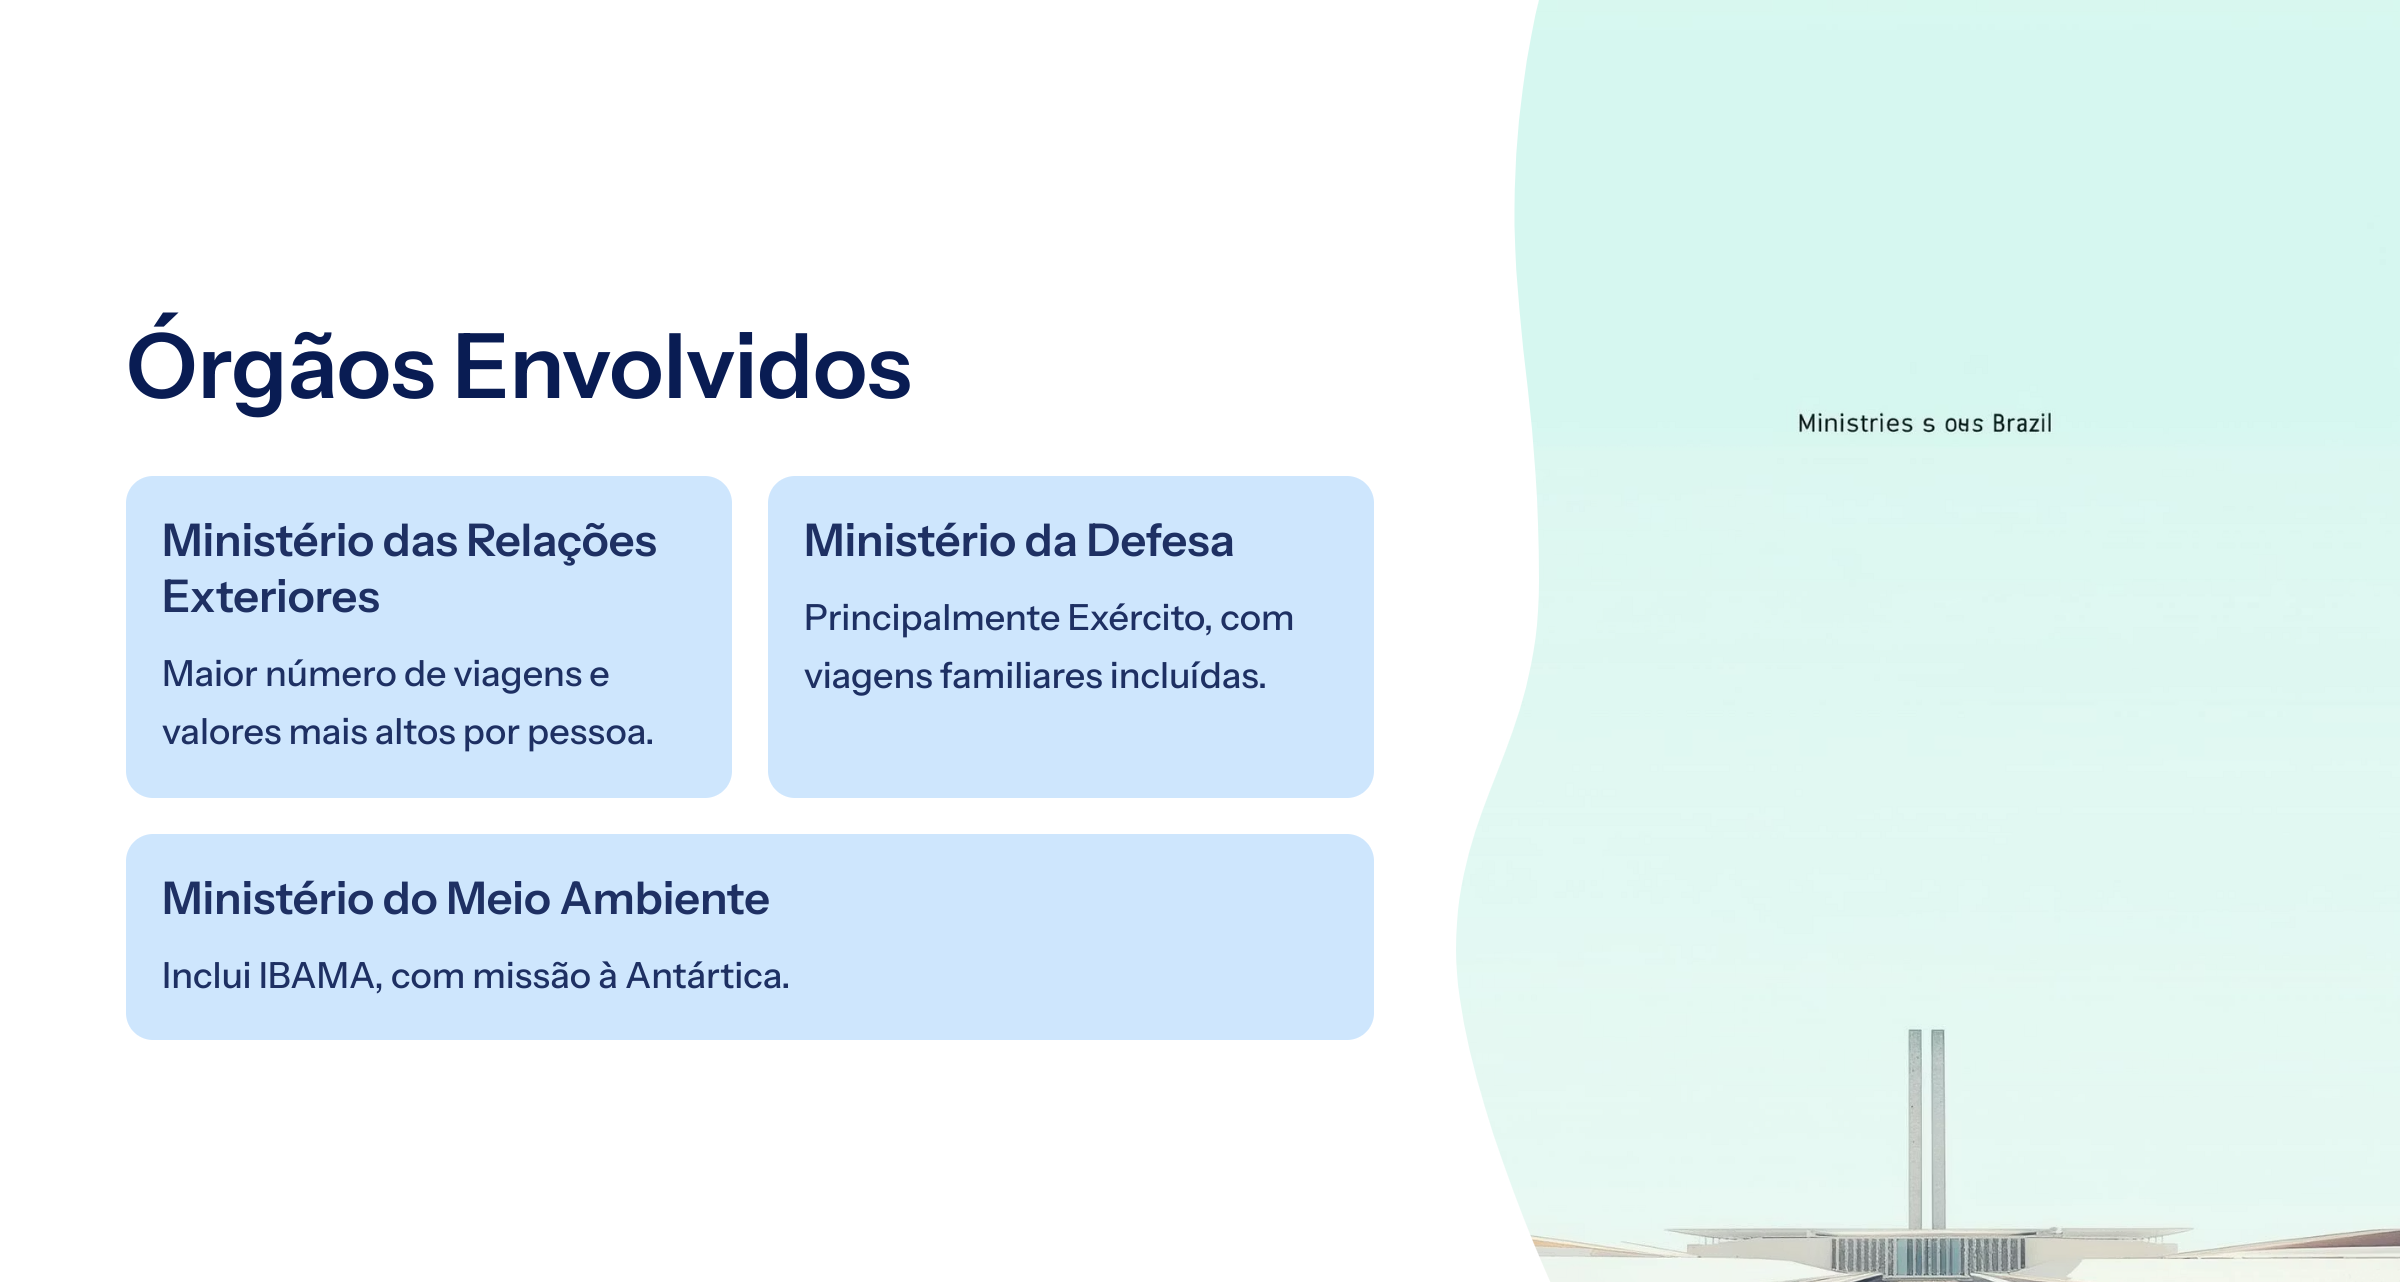 Órgãos Envolvidos
Ministério das Relações
Exteriores
Maior número de viagens e
valores mais altos por pessoa.
Ministério da Defesa
Principalmente Exército, com
viagens familiares incluídas.
Ministério do Meio Ambiente
Inclui IBAMA, com missão à Antártica.
Ministries s Brazil